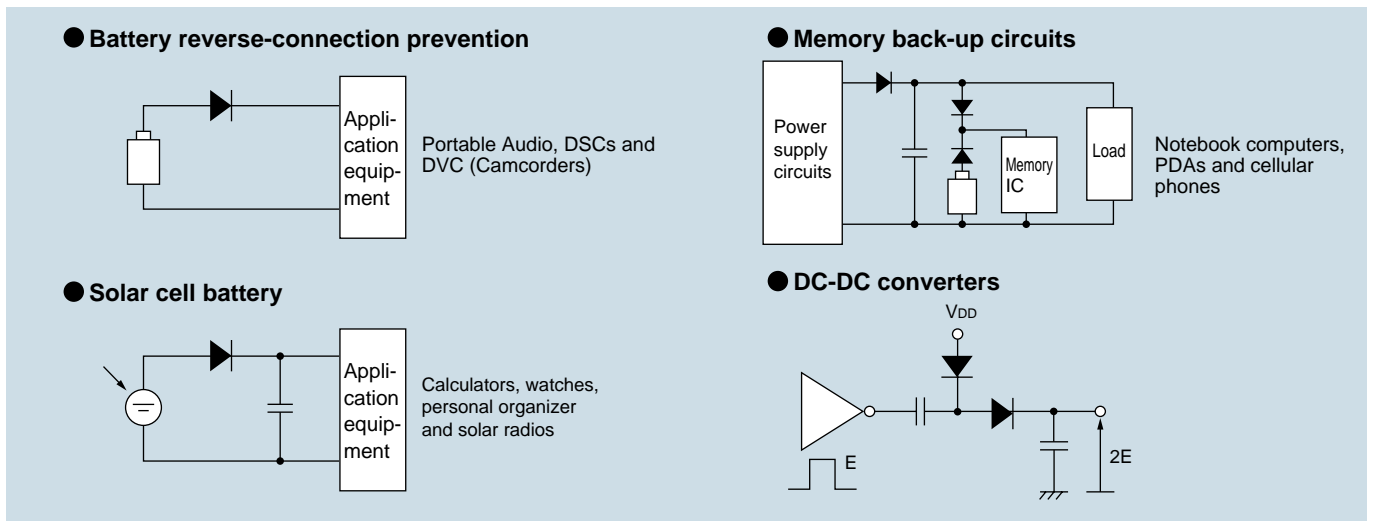 ● Battery reverse-connection prevention
Appli-
cation
equip-
ment
Portable Audio, DSCs and
DVC (Camcorders)
● Memory back-up circuits
Power
supply
circuits
Memory
IC
Load
Notebook computers,
PDAs and cellular
phones
● Solar cell battery
Appli-
cation
equip-
ment
Calculators, watches,
personal organizer
and solar radios
● DC-DC converters
VDD
E
2E